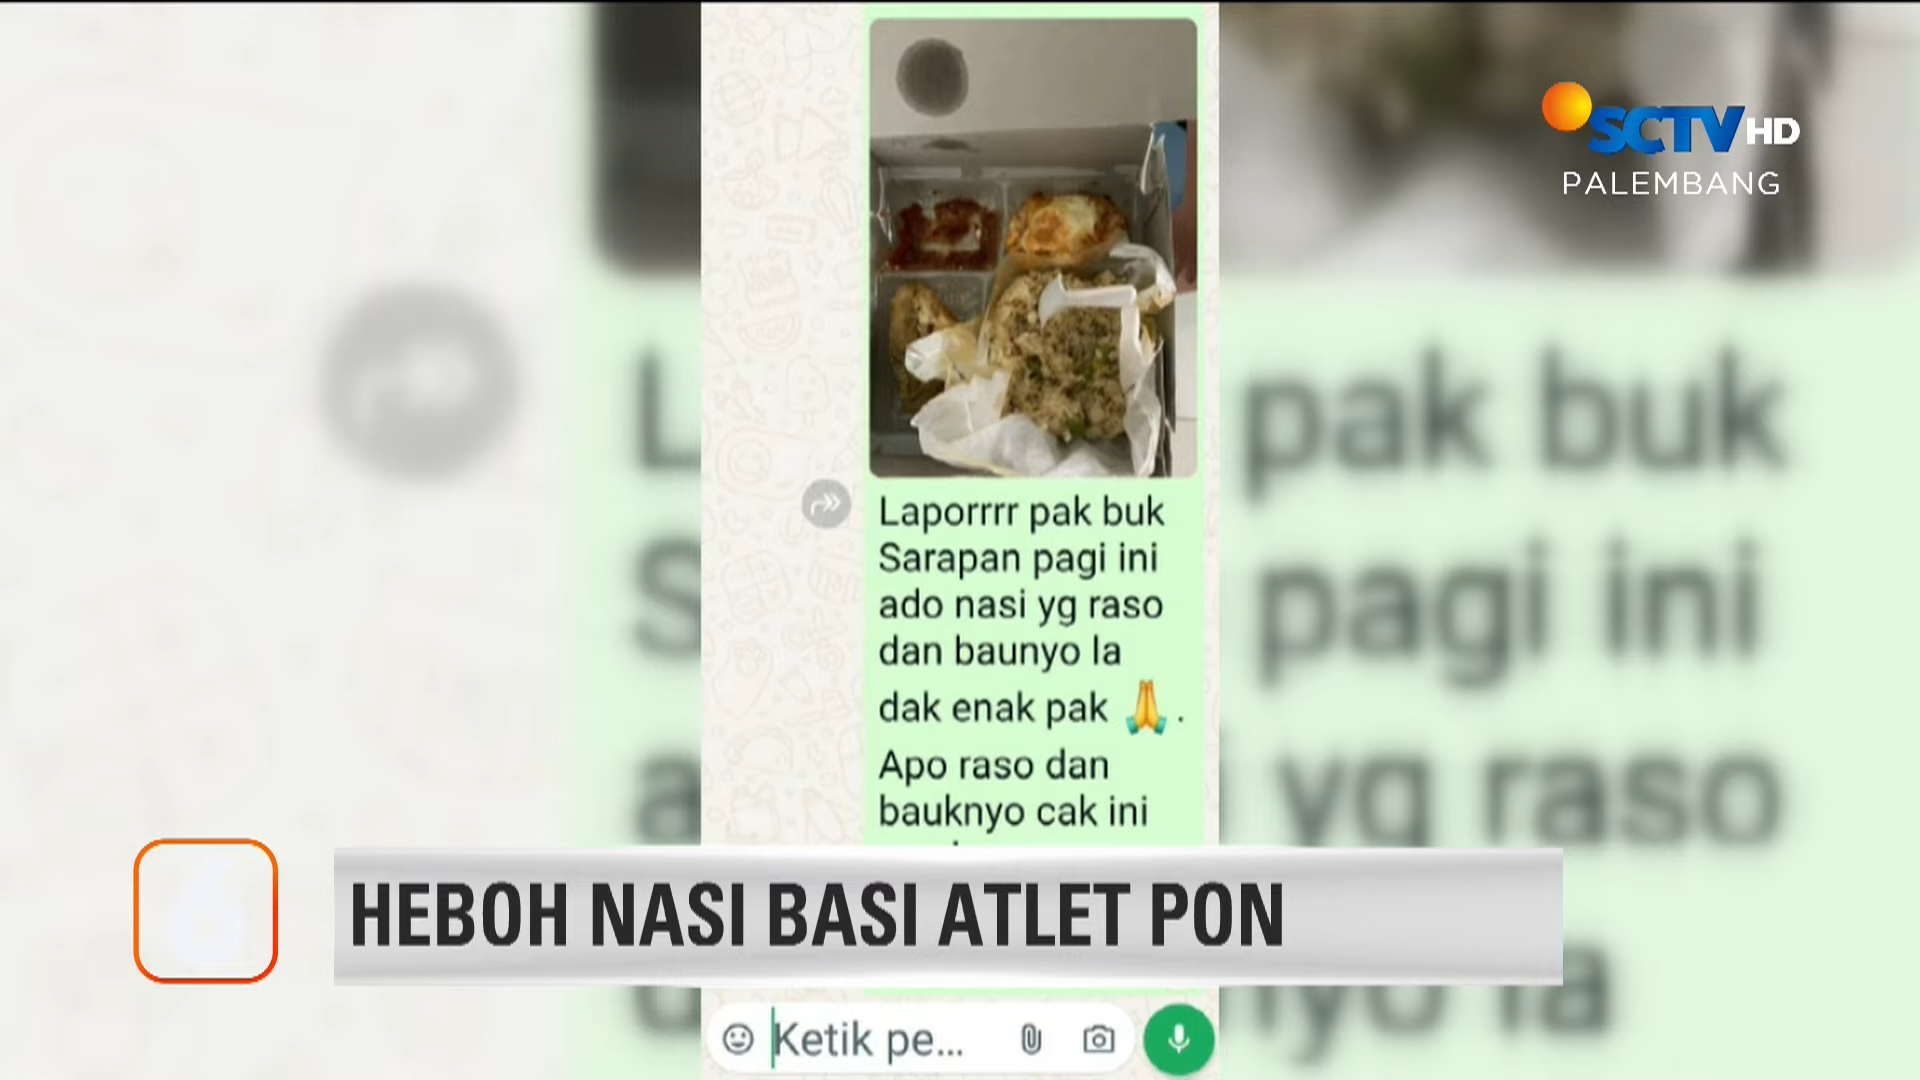 SCTV HD
PALEMBANG
Laporrrr pak buk
Sarapan pagi ini
ado nasi yg raso
dan baunyo la
dak enak pak 🙏.
Apo raso dan
bauknyo cak ini
6
HEBOH NASI BASI ATLET PON
Ketik pe...